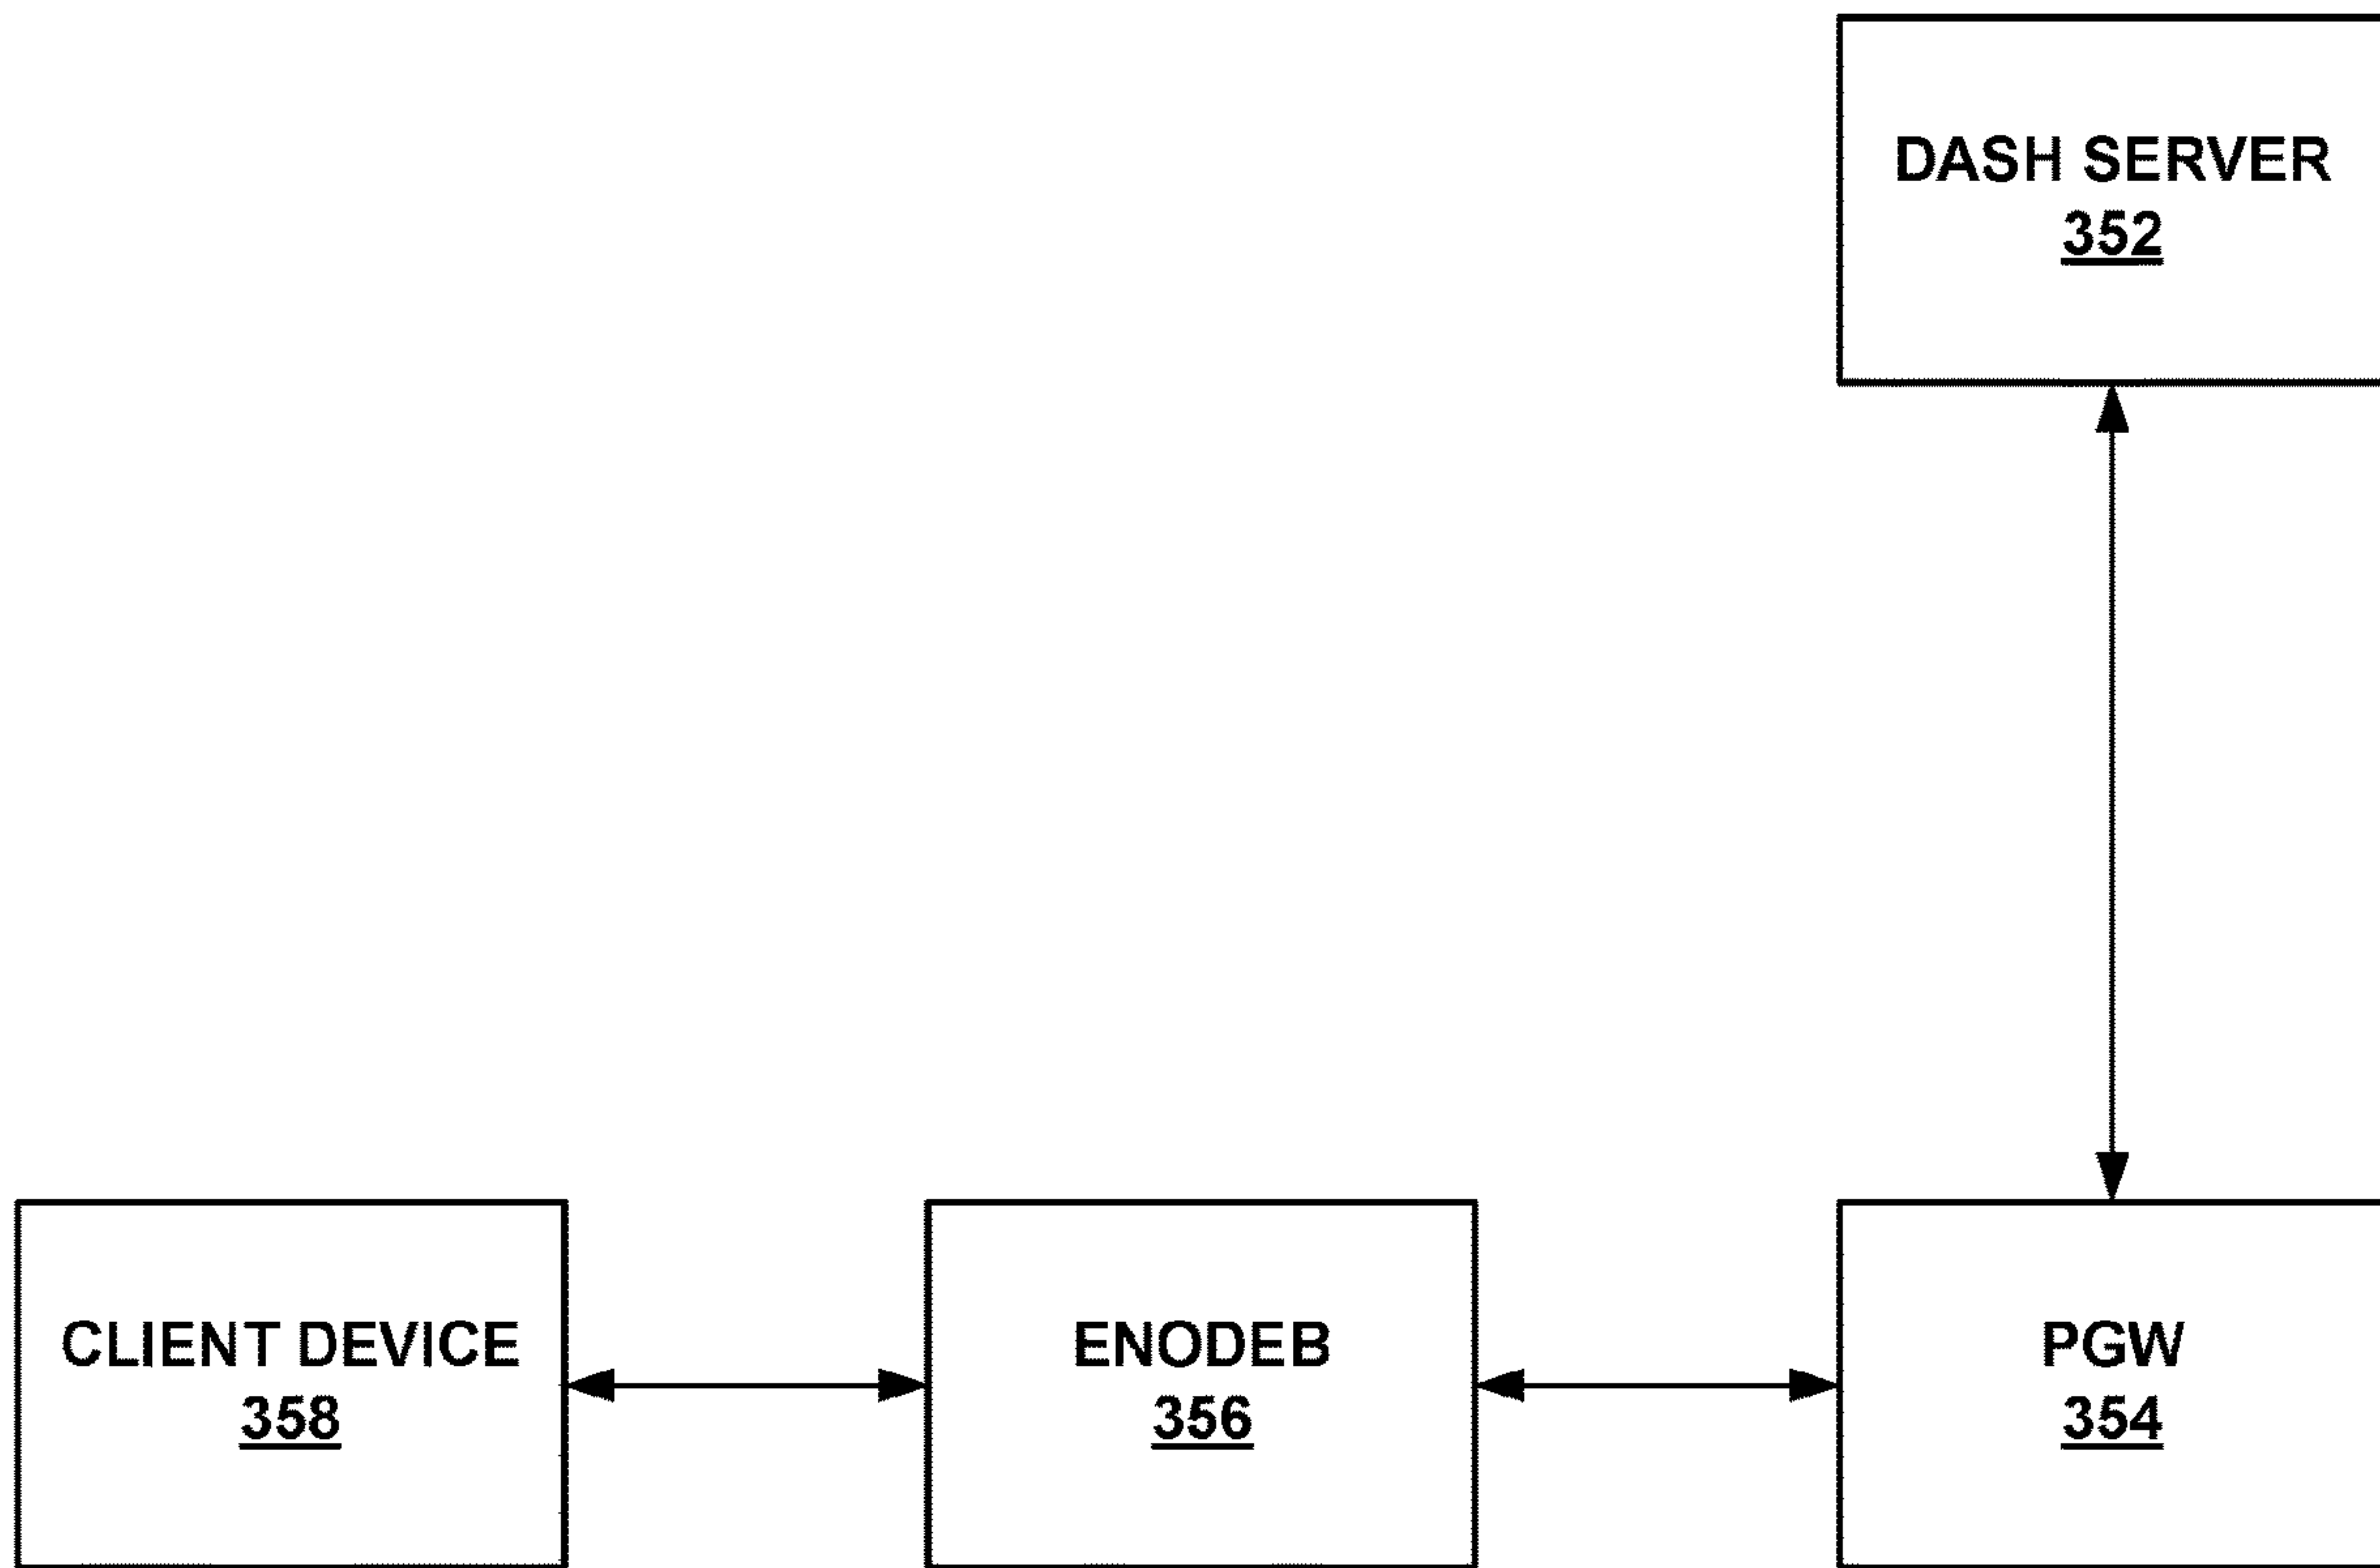 DASH SERVER
352
CLIENT DEVICE
358
ENODEB
356
PGW
354